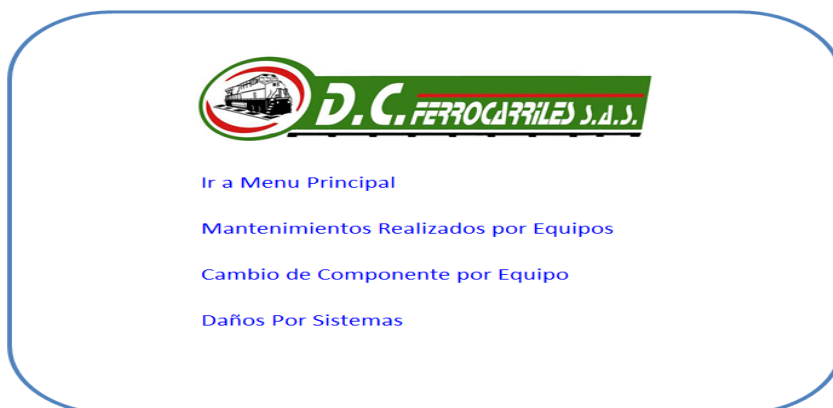 D.C. FERROCARRILES S.A.S.
Ir a Menu Principal
Mantenimientos Realizados por Equipos
Cambio de Componente por Equipo
Daños Por Sistemas